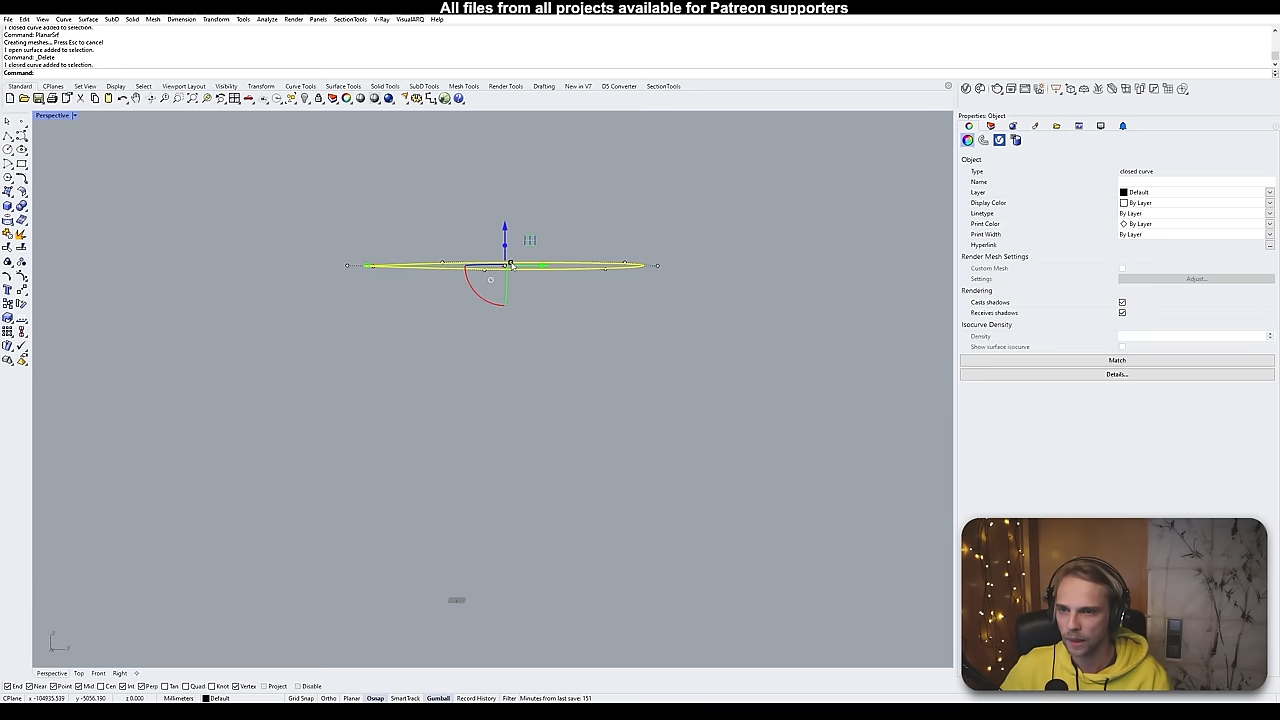 All files from all projects available for Patreon supporters
File Edit View Curve Surface SubD Solid Mesh Dimension Transform Tools Analyze Render Panels SectionTools V-Ray VisualARQ Help
1 closed curve added to selection.
Command: PlanarSrf
Creating meshes... Press Esc to cancel
1 open surface added to selection.
Command: _Delete
1 closed curve added to selection.
Command:
Standard CPlanes Set View Display Select Viewport Layout Visibility Transform Curve Tools Surface Tools Solid Tools SubD Tools Mesh Tools Render Tools Drafting New in V7 D5 Converter SectionTools
Perspective
Properties: Object
Object
Type closed curve
Name
Layer Default
Display Color By Layer
Linetype By Layer
Print Color By Layer
Print Width By Layer
Hyperlink
Render Mesh Settings
Custom Mesh
Settings Adjust...
Rendering
Casts shadows
Receives shadows
Isocurve Density
Density
Show surface isocurve
Match
Details...
Perspective Top Front Right
End Near Point Mid Cen Int Perp Tan Quad Knot Vertex Project Disable
CPlane x -104935.539 y -5056.190 z 0.000 Millimeters Default Grid Snap Ortho Planar Osnap SmartTrack Gumball Record History Filter Minutes from last save: 151